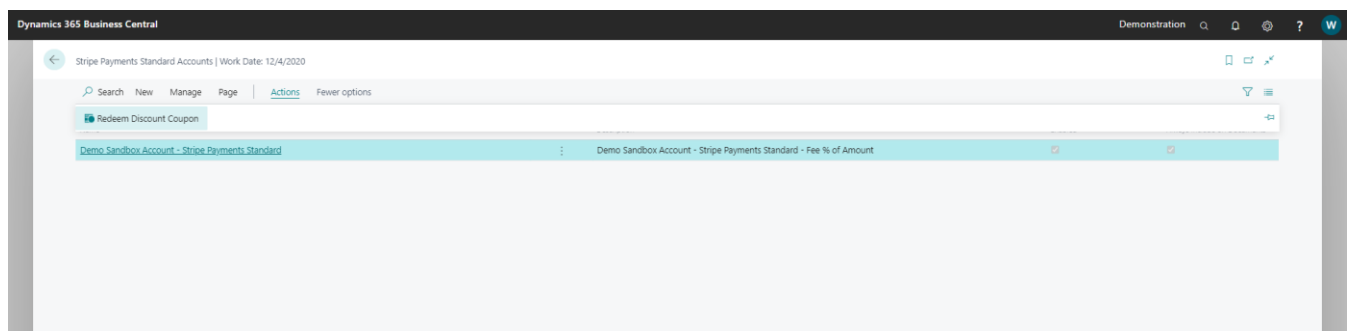 Dynamics 365 Business Central Demonstration ? W
Stripe Payments Standard Accounts | Work Date: 12/4/2020
Search New Manage Page | Actions Fewer options
Redeem Discount Coupon
Demo Sandbox Account - Stripe Payments Standard Demo Sandbox Account - Stripe Payments Standard - Fee % of Amount